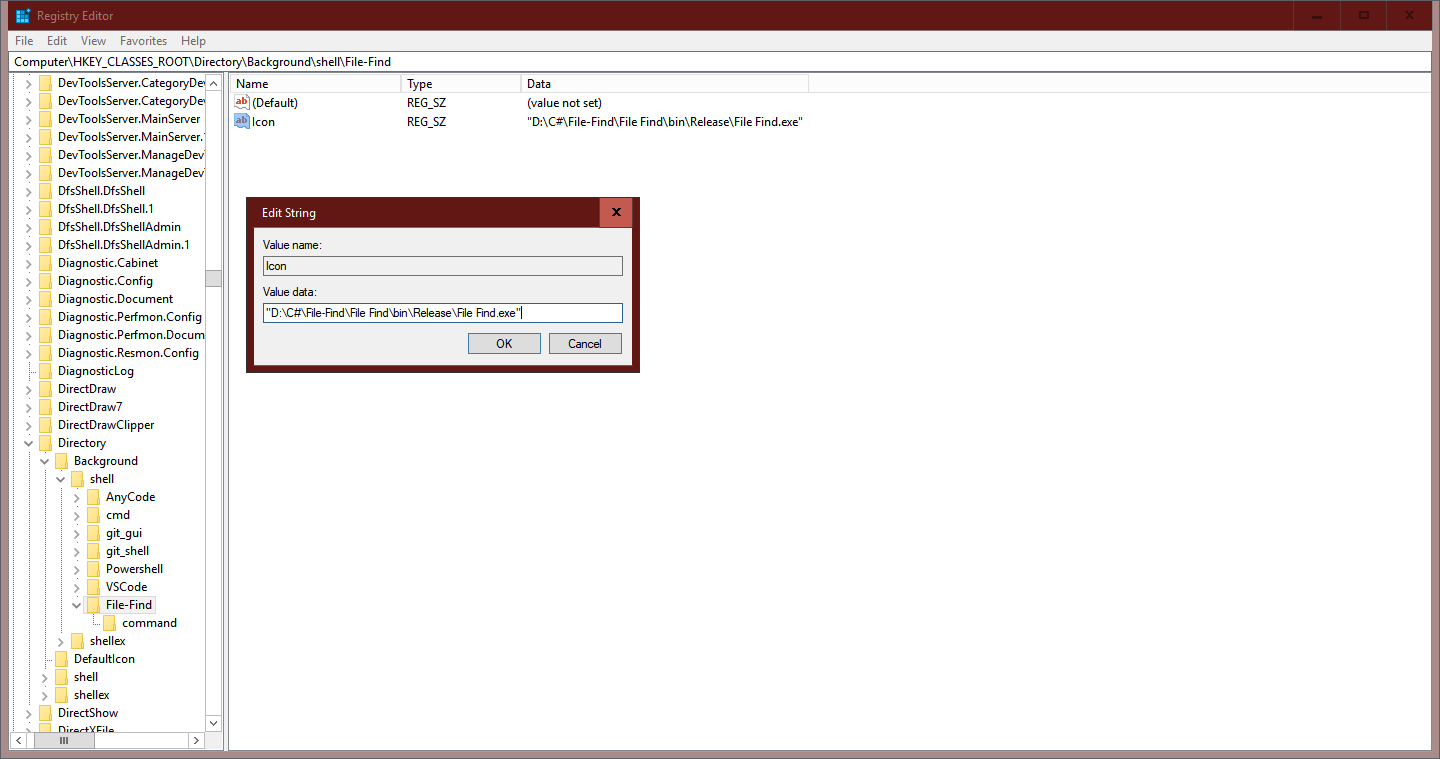 Registry Editor
File Edit View Favorites Help
Computer\HKEY_CLASSES_ROOT\Directory\Background\shell\File-Find
DevToolsServer.CategoryDe
DevToolsServer.CategoryDe
DevToolsServer.MainServer
DevToolsServer.MainServer.
DevToolsServer.ManageDev
DevToolsServer.ManageDev
DfsShell.DfsShell
DfsShell.DfsShell.1
DfsShell.DfsShellAdmin
DfsShell.DfsShellAdmin.1
Diagnostic.Cabinet
Diagnostic.Config
Diagnostic.Document
Diagnostic.Perfmon.Config
Diagnostic.Perfmon.Docum
Diagnostic.Resmon.Config
DiagnosticLog
DirectDraw
DirectDraw7
DirectDrawClipper
Directory
Background
shell
AnyCode
cmd
git_gui
git_shell
Powershell
VSCode
File-Find
command
shellex
DefaultIcon
shell
shellex
DirectShow
DirectXFile
Name Type Data
ab (Default) REG_SZ (value not set)
ab Icon REG_SZ "D:\C#\File-Find\File Find\bin\Release\File Find.exe"
Edit String
Value name:
Icon
Value data:
"D:\C#\File-Find\File Find\bin\Release\File Find.exe"
OK Cancel